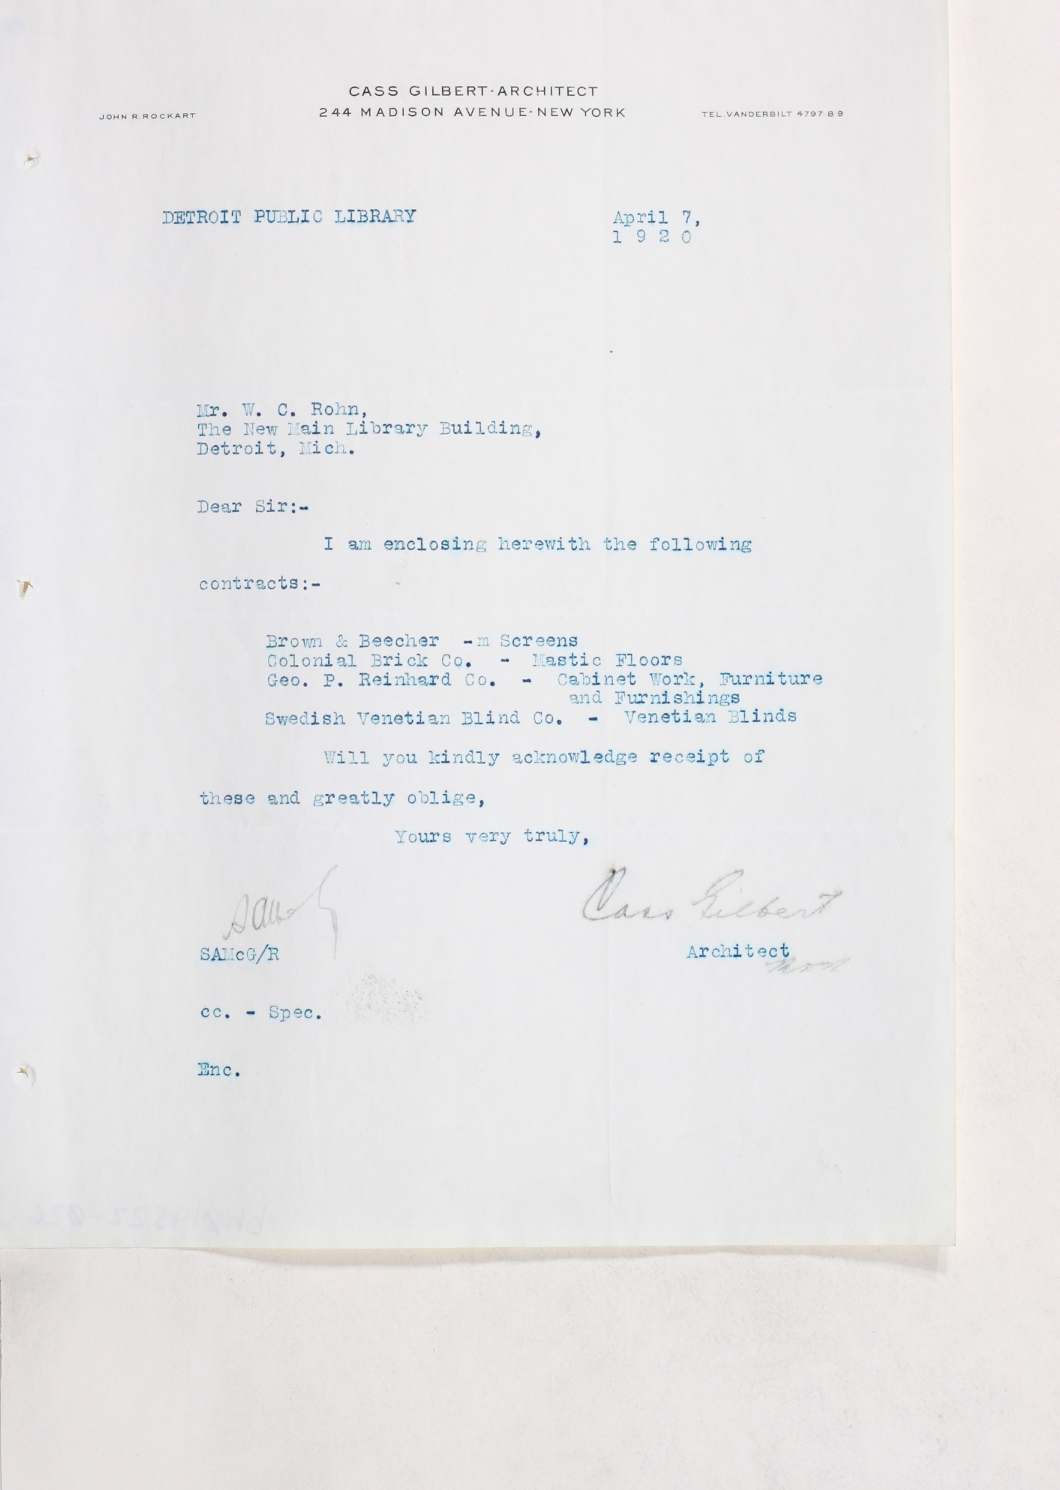 CASS GILBERT-ARCHITECT
244 MADISON AVENUE-NEW YORK
JOHN R. ROCKART
TEL. VANDERBILT 4797 8 9
DETROIT PUBLIC LIBRARY
April 7,
1 9 2 0
Mr. W. C. Rohn,
The New Main Library Building,
Detroit, Mich.
Dear Sir:-
I am enclosing herewith the following
contracts:-
Brown & Beecher -m Screens
Colonial Brick Co. - Mastic Floors
Geo. P. Reinhard Co. - Cabinet Work, Furniture
and Furnishings
Swedish Venetian Blind Co. - Venetian Blinds
Will you kindly acknowledge receipt of
these and greatly oblige,
Yours very truly,
Cass Gilbert
SAMcG/R
Architect
cc. - Spec.
Enc.